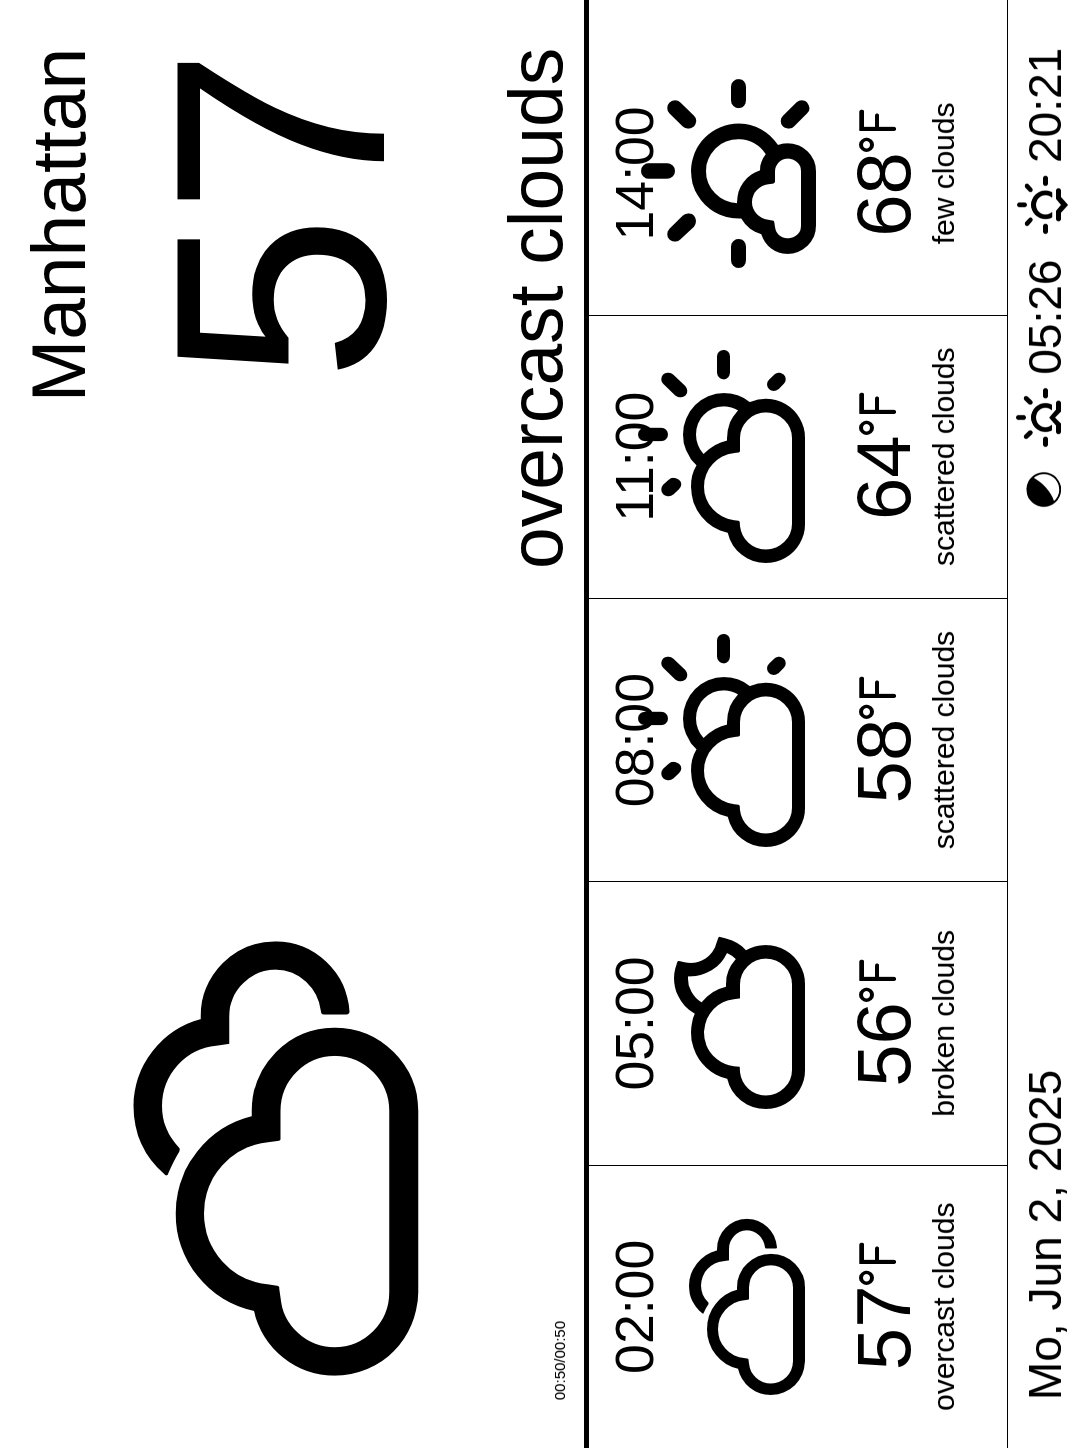 Manhattan
57
overcast clouds
00:50/00:50
02:00
57°F
overcast clouds
05:00
56°F
broken clouds
08:00
58°F
scattered clouds
11:00
64°F
scattered clouds
14:00
68°F
few clouds
Mo, Jun 2, 2025
05:26
20:21